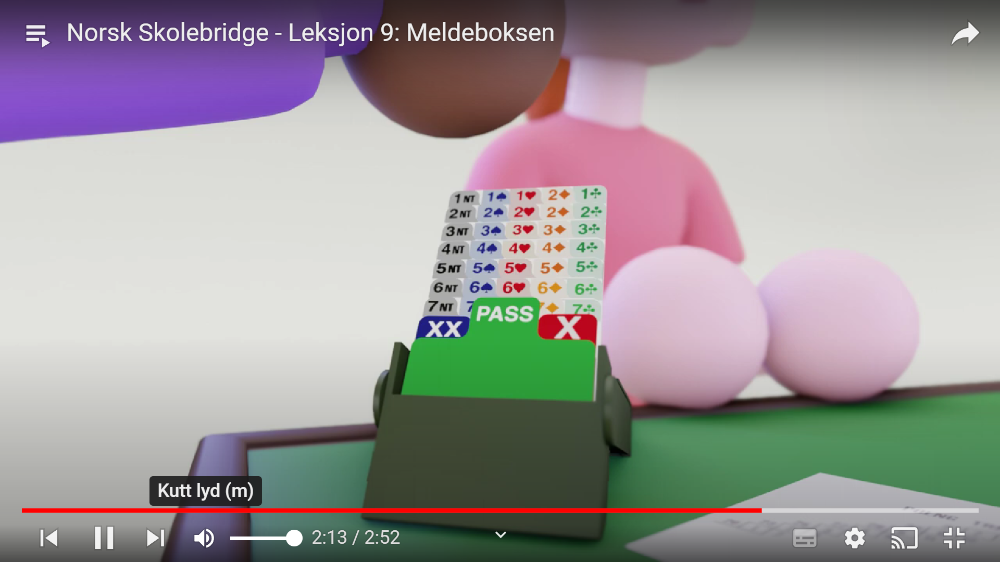 Norsk Skolebridge - Leksjon 9: Meldeboksen
1NT 1♠ 1♥ 2♦ 1♣
2NT 2♠ 2♥ 2♦ 2♣
3NT 3♠ 3♥ 3♦ 3♣
4NT 4♠ 4♥ 4♦ 4♣
5NT 5♠ 5♥ 5♦ 5♣
6NT 6♠ 6♥ 6♦ 6♣
7NT 7 7♦ 7♣
XX PASS X
Kutt lyd (m)
2:13 / 2:52